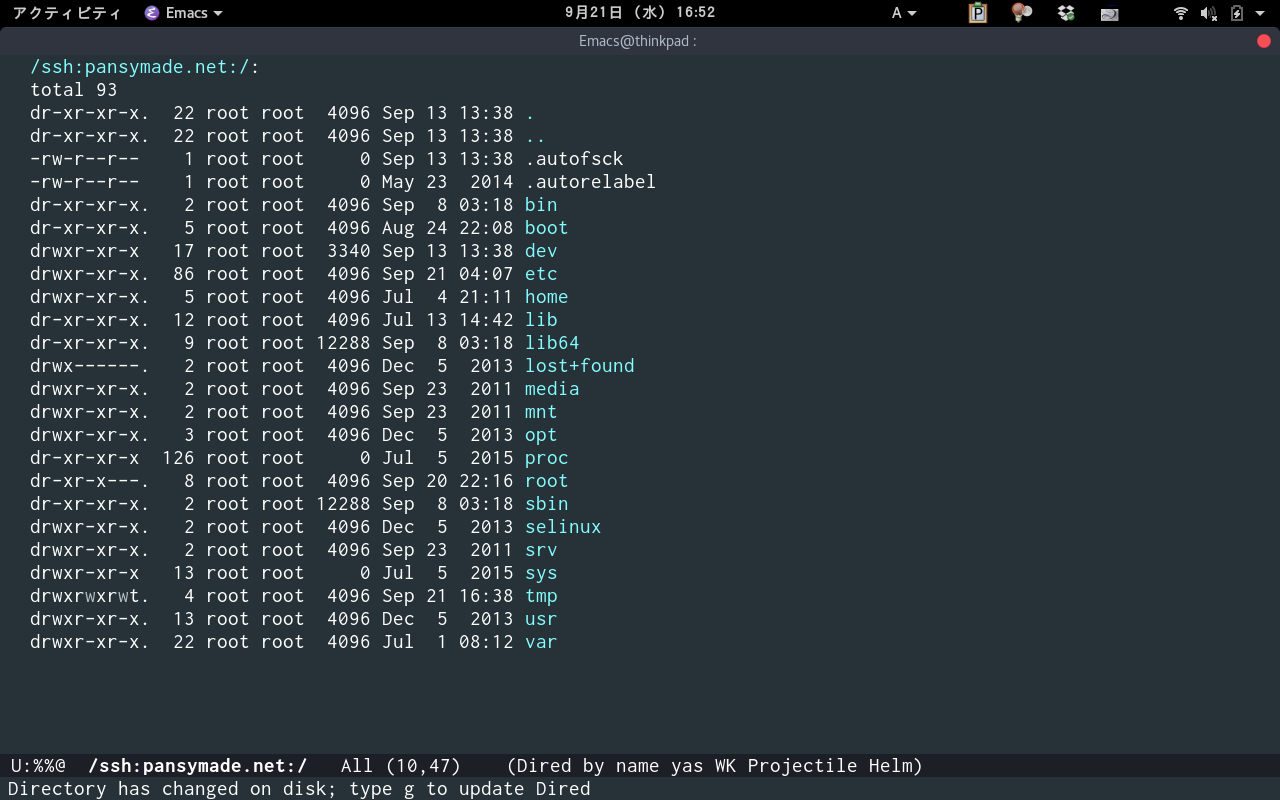 アクティビティ Emacs 9月21日 (水) 16:52 A P
Emacs@thinkpad :
/ssh:pansymade.net:/:
total 93
dr-xr-xr-x.  22 root root  4096 Sep 13 13:38 .
dr-xr-xr-x.  22 root root  4096 Sep 13 13:38 ..
-rw-r--r--    1 root root     0 Sep 13 13:38 .autofsck
-rw-r--r--    1 root root     0 May 23  2014 .autorelabel
dr-xr-xr-x.   2 root root  4096 Sep  8 03:18 bin
dr-xr-xr-x.   5 root root  4096 Aug 24 22:08 boot
drwxr-xr-x   17 root root  3340 Sep 13 13:38 dev
drwxr-xr-x.  86 root root  4096 Sep 21 04:07 etc
drwxr-xr-x.   5 root root  4096 Jul  4 21:11 home
dr-xr-xr-x.  12 root root  4096 Jul 13 14:42 lib
dr-xr-xr-x.   9 root root 12288 Sep  8 03:18 lib64
drwx------.   2 root root  4096 Dec  5  2013 lost+found
drwxr-xr-x.   2 root root  4096 Sep 23  2011 media
drwxr-xr-x.   2 root root  4096 Sep 23  2011 mnt
drwxr-xr-x.   3 root root  4096 Dec  5  2013 opt
dr-xr-xr-x  126 root root     0 Jul  5  2015 proc
dr-xr-x---.   8 root root  4096 Sep 20 22:16 root
dr-xr-xr-x.   2 root root 12288 Sep  8 03:18 sbin
drwxr-xr-x.   2 root root  4096 Dec  5  2013 selinux
drwxr-xr-x.   2 root root  4096 Sep 23  2011 srv
drwxr-xr-x   13 root root     0 Jul  5  2015 sys
drwxrwxrwt.   4 root root  4096 Sep 21 16:38 tmp
drwxr-xr-x.  13 root root  4096 Dec  5  2013 usr
drwxr-xr-x.  22 root root  4096 Jul  1 08:12 var
U:%%@  /ssh:pansymade.net:/   All (10,47)    (Dired by name yas WK Projectile Helm)
Directory has changed on disk; type g to update Dired